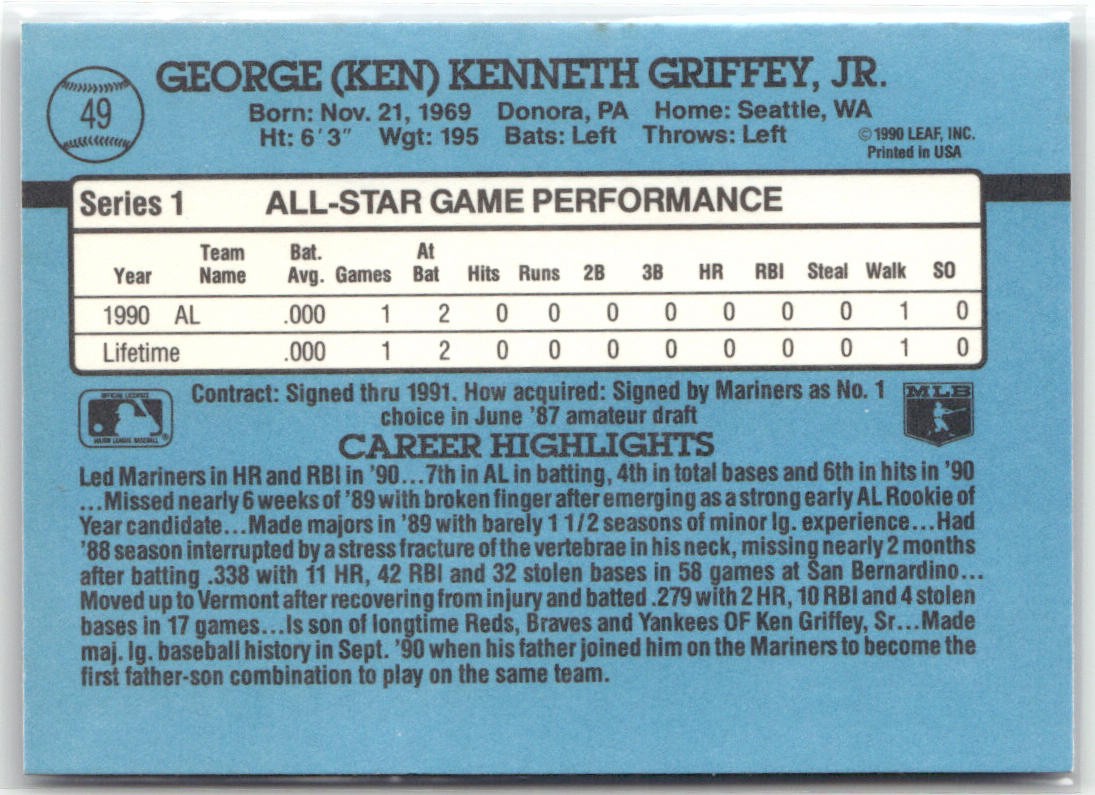 49
GEORGE (KEN) KENNETH GRIFFEY, JR.
Born: Nov. 21, 1969 Donora, PA Home: Seattle, WA
Ht: 6'3" Wgt: 195 Bats: Left Throws: Left
©1990 LEAF, INC.
Printed in USA
Series 1 ALL-STAR GAME PERFORMANCE
Year Team Name Bat. Avg. Games At Bat Hits Runs 2B 3B HR RBI Steal Walk SO
1990 AL .000 1 2 0 0 0 0 0 0 0 1 0
Lifetime .000 1 2 0 0 0 0 0 0 0 1 0
OFFICIAL LICENSEE
MAJOR LEAGUE BASEBALL
Contract: Signed thru 1991. How acquired: Signed by Mariners as No. 1
choice in June '87 amateur draft
MLB
CAREER HIGHLIGHTS
Led Mariners in HR and RBI in '90...7th in AL in batting, 4th in total bases and 6th in hits in '90
...Missed nearly 6 weeks of '89 with broken finger after emerging as a strong early AL Rookie of
Year candidate...Made majors in '89 with barely 1 1/2 seasons of minor lg. experience...Had
'88 season interrupted by a stress fracture of the vertebrae in his neck, missing nearly 2 months
after batting .338 with 11 HR, 42 RBI and 32 stolen bases in 58 games at San Bernardino...
Moved up to Vermont after recovering from injury and batted .279 with 2 HR, 10 RBI and 4 stolen
bases in 17 games...Is son of longtime Reds, Braves and Yankees OF Ken Griffey, Sr...Made
maj. lg. baseball history in Sept. '90 when his father joined him on the Mariners to become the
first father-son combination to play on the same team.